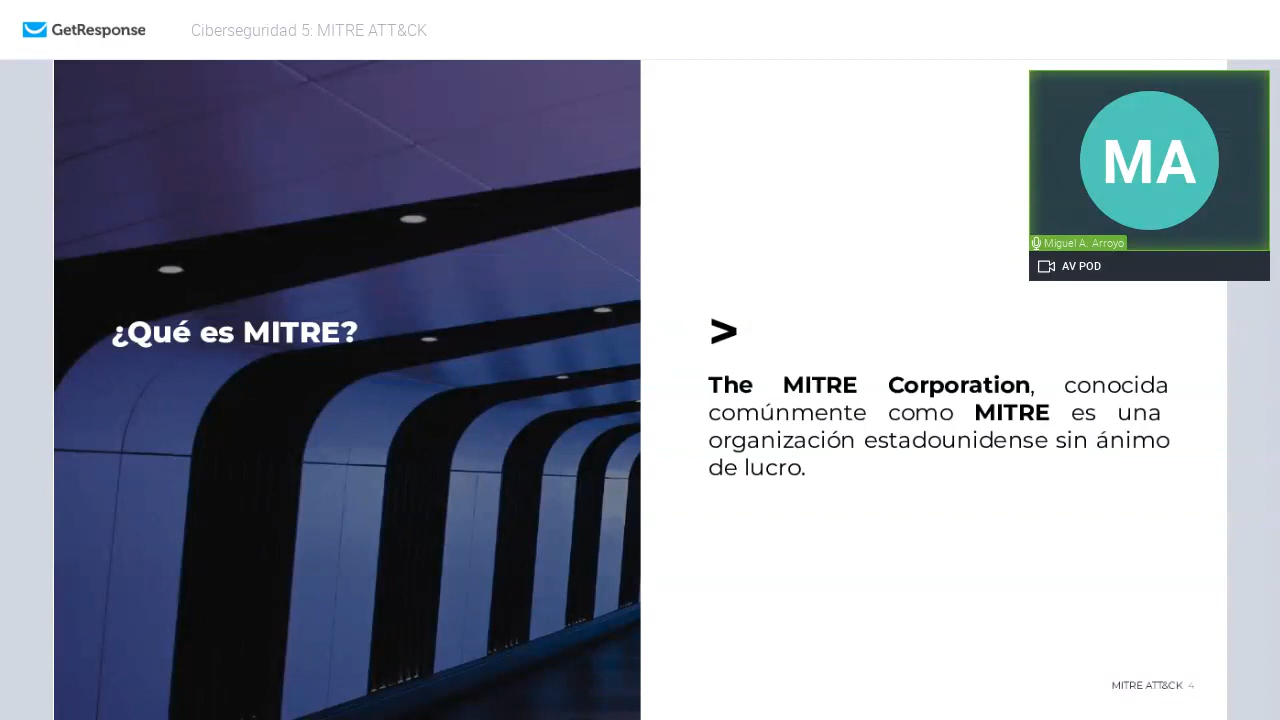 GetResponse
Ciberseguridad 5: MITRE ATT&CK
MA
Miguel A. Arroyo
AV POD
¿Qué es MITRE?
>
The MITRE Corporation, conocida
comúnmente como MITRE es una
organización estadounidense sin ánimo
de lucro.
MITRE ATT&CK 4